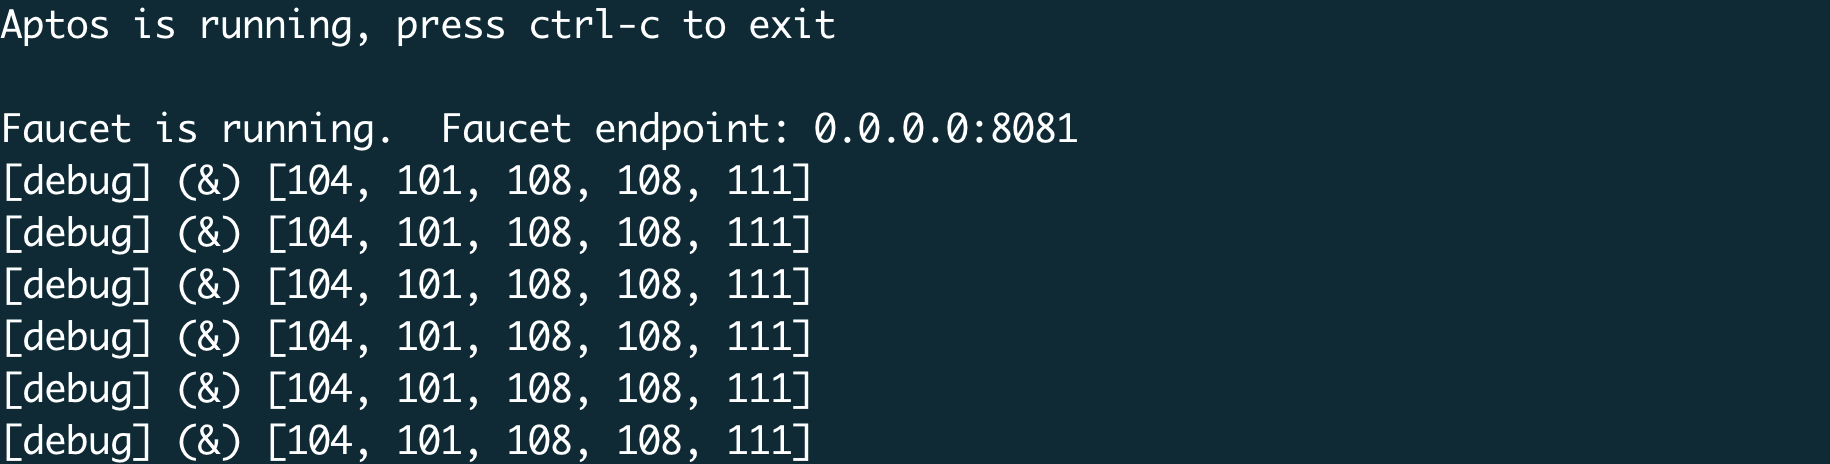 Aptos is running, press ctrl-c to exit
Faucet is running.  Faucet endpoint: 0.0.0.0:8081
[debug] (&) [104, 101, 108, 108, 111]
[debug] (&) [104, 101, 108, 108, 111]
[debug] (&) [104, 101, 108, 108, 111]
[debug] (&) [104, 101, 108, 108, 111]
[debug] (&) [104, 101, 108, 108, 111]
[debug] (&) [104, 101, 108, 108, 111]